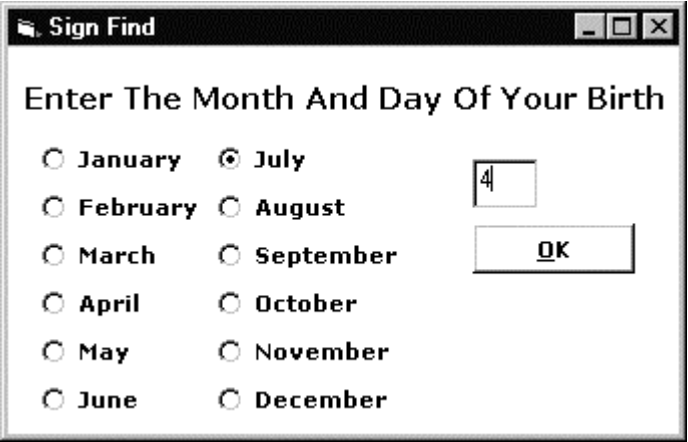 Sign Find
Enter The Month And Day Of Your Birth
January
February
March
April
May
June
July
August
September
October
November
December
4
OK